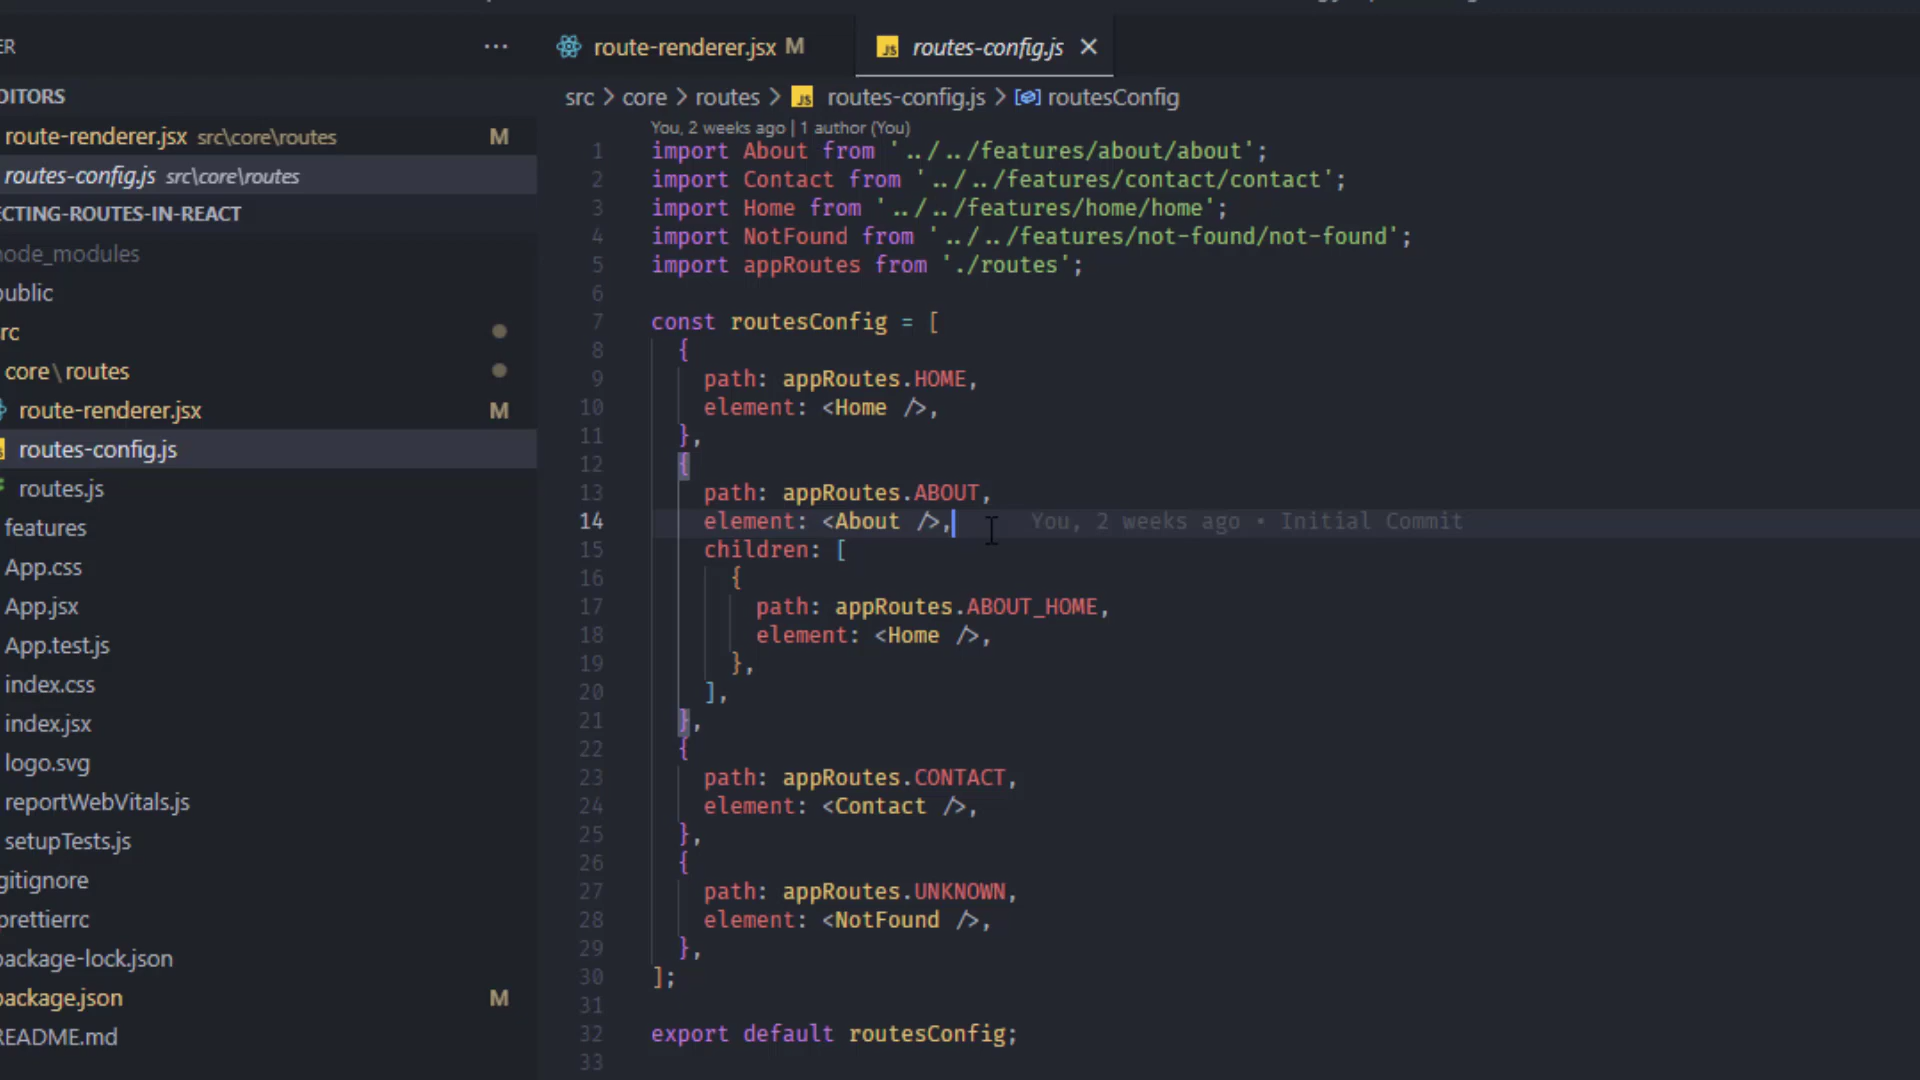 ER
···
route-renderer.jsx M
JS routes-config.js
DITORS
route-renderer.jsx src\core\routes M
routes-config.js src\core\routes
ECTING-ROUTES-IN-REACT
node_modules
public
rc
core\routes
route-renderer.jsx M
routes-config.js
routes.js
features
App.css
App.jsx
App.test.js
index.css
index.jsx
logo.svg
reportWebVitals.js
setupTests.js
gitignore
prettierrc
package-lock.json
package.json M
README.md
src > core > routes > JS routes-config.js > routesConfig
You, 2 weeks ago | 1 author (You)
1 import About from '../../features/about/about';
2 import Contact from '../../features/contact/contact';
3 import Home from '../../features/home/home';
4 import NotFound from '../../features/not-found/not-found';
5 import appRoutes from './routes';
6
7 const routesConfig = [
8 {
9 path: appRoutes.HOME,
10 element: <Home />,
11 },
12 {
13 path: appRoutes.ABOUT,
14 element: <About />, You, 2 weeks ago • Initial Commit
15 children: [
16 {
17 path: appRoutes.ABOUT_HOME,
18 element: <Home />,
19 },
20 ],
21 },
22 {
23 path: appRoutes.CONTACT,
24 element: <Contact />,
25 },
26 {
27 path: appRoutes.UNKNOWN,
28 element: <NotFound />,
29 },
30 ];
31
32 export default routesConfig;
33